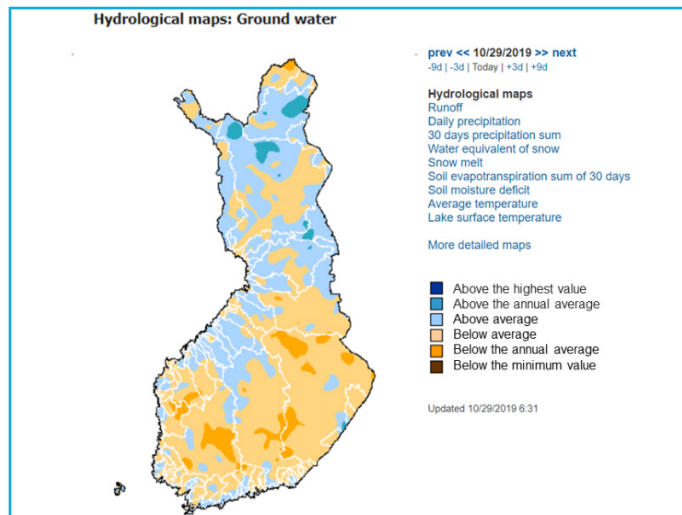 Hydrological maps: Ground water
prev << 10/29/2019 >> next
-9d | -3d | Today | +3d | +9d
Hydrological maps
Runoff
Daily precipitation
30 days precipitation sum
Water equivalent of snow
Snow melt
Soil evapotranspiration sum of 30 days
Soil moisture deficit
Average temperature
Lake surface temperature
More detailed maps
Above the highest value
Above the annual average
Above average
Below average
Below the annual average
Below the minimum value
Updated 10/29/2019 6:31